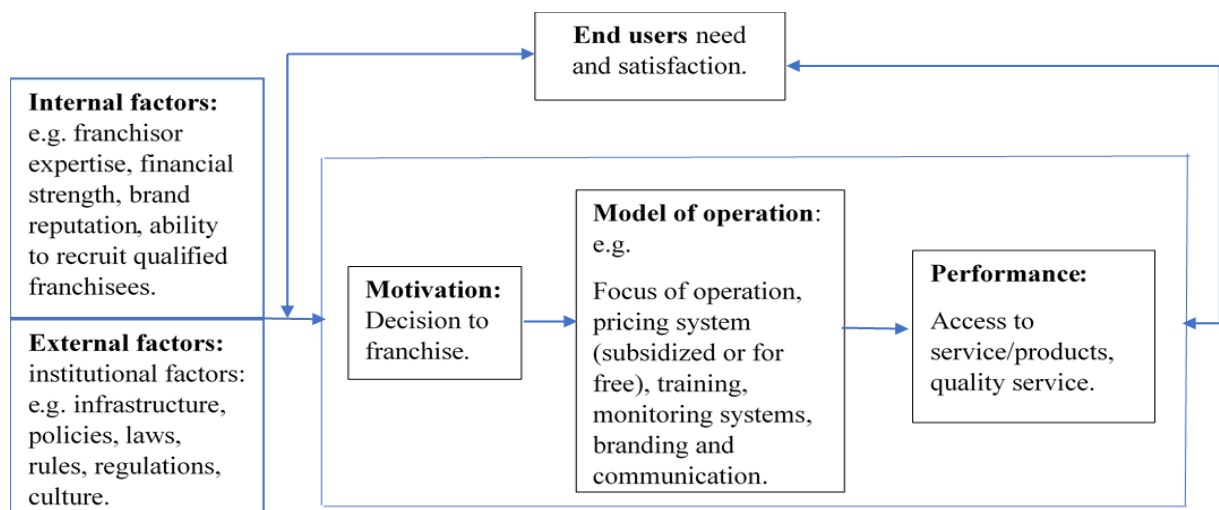 End users need
and satisfaction.
Internal factors:
e.g. franchisor
expertise, financial
strength, brand
reputation, ability
to recruit qualified
franchisees.
External factors:
institutional factors:
e.g. infrastructure,
policies, laws,
rules, regulations,
culture.
Motivation:
Decision to
franchise.
Model of operation:
e.g.
Focus of operation,
pricing system
(subsidized or for
free), training,
monitoring systems,
branding and
communication.
Performance:
Access to
service/products,
quality service.